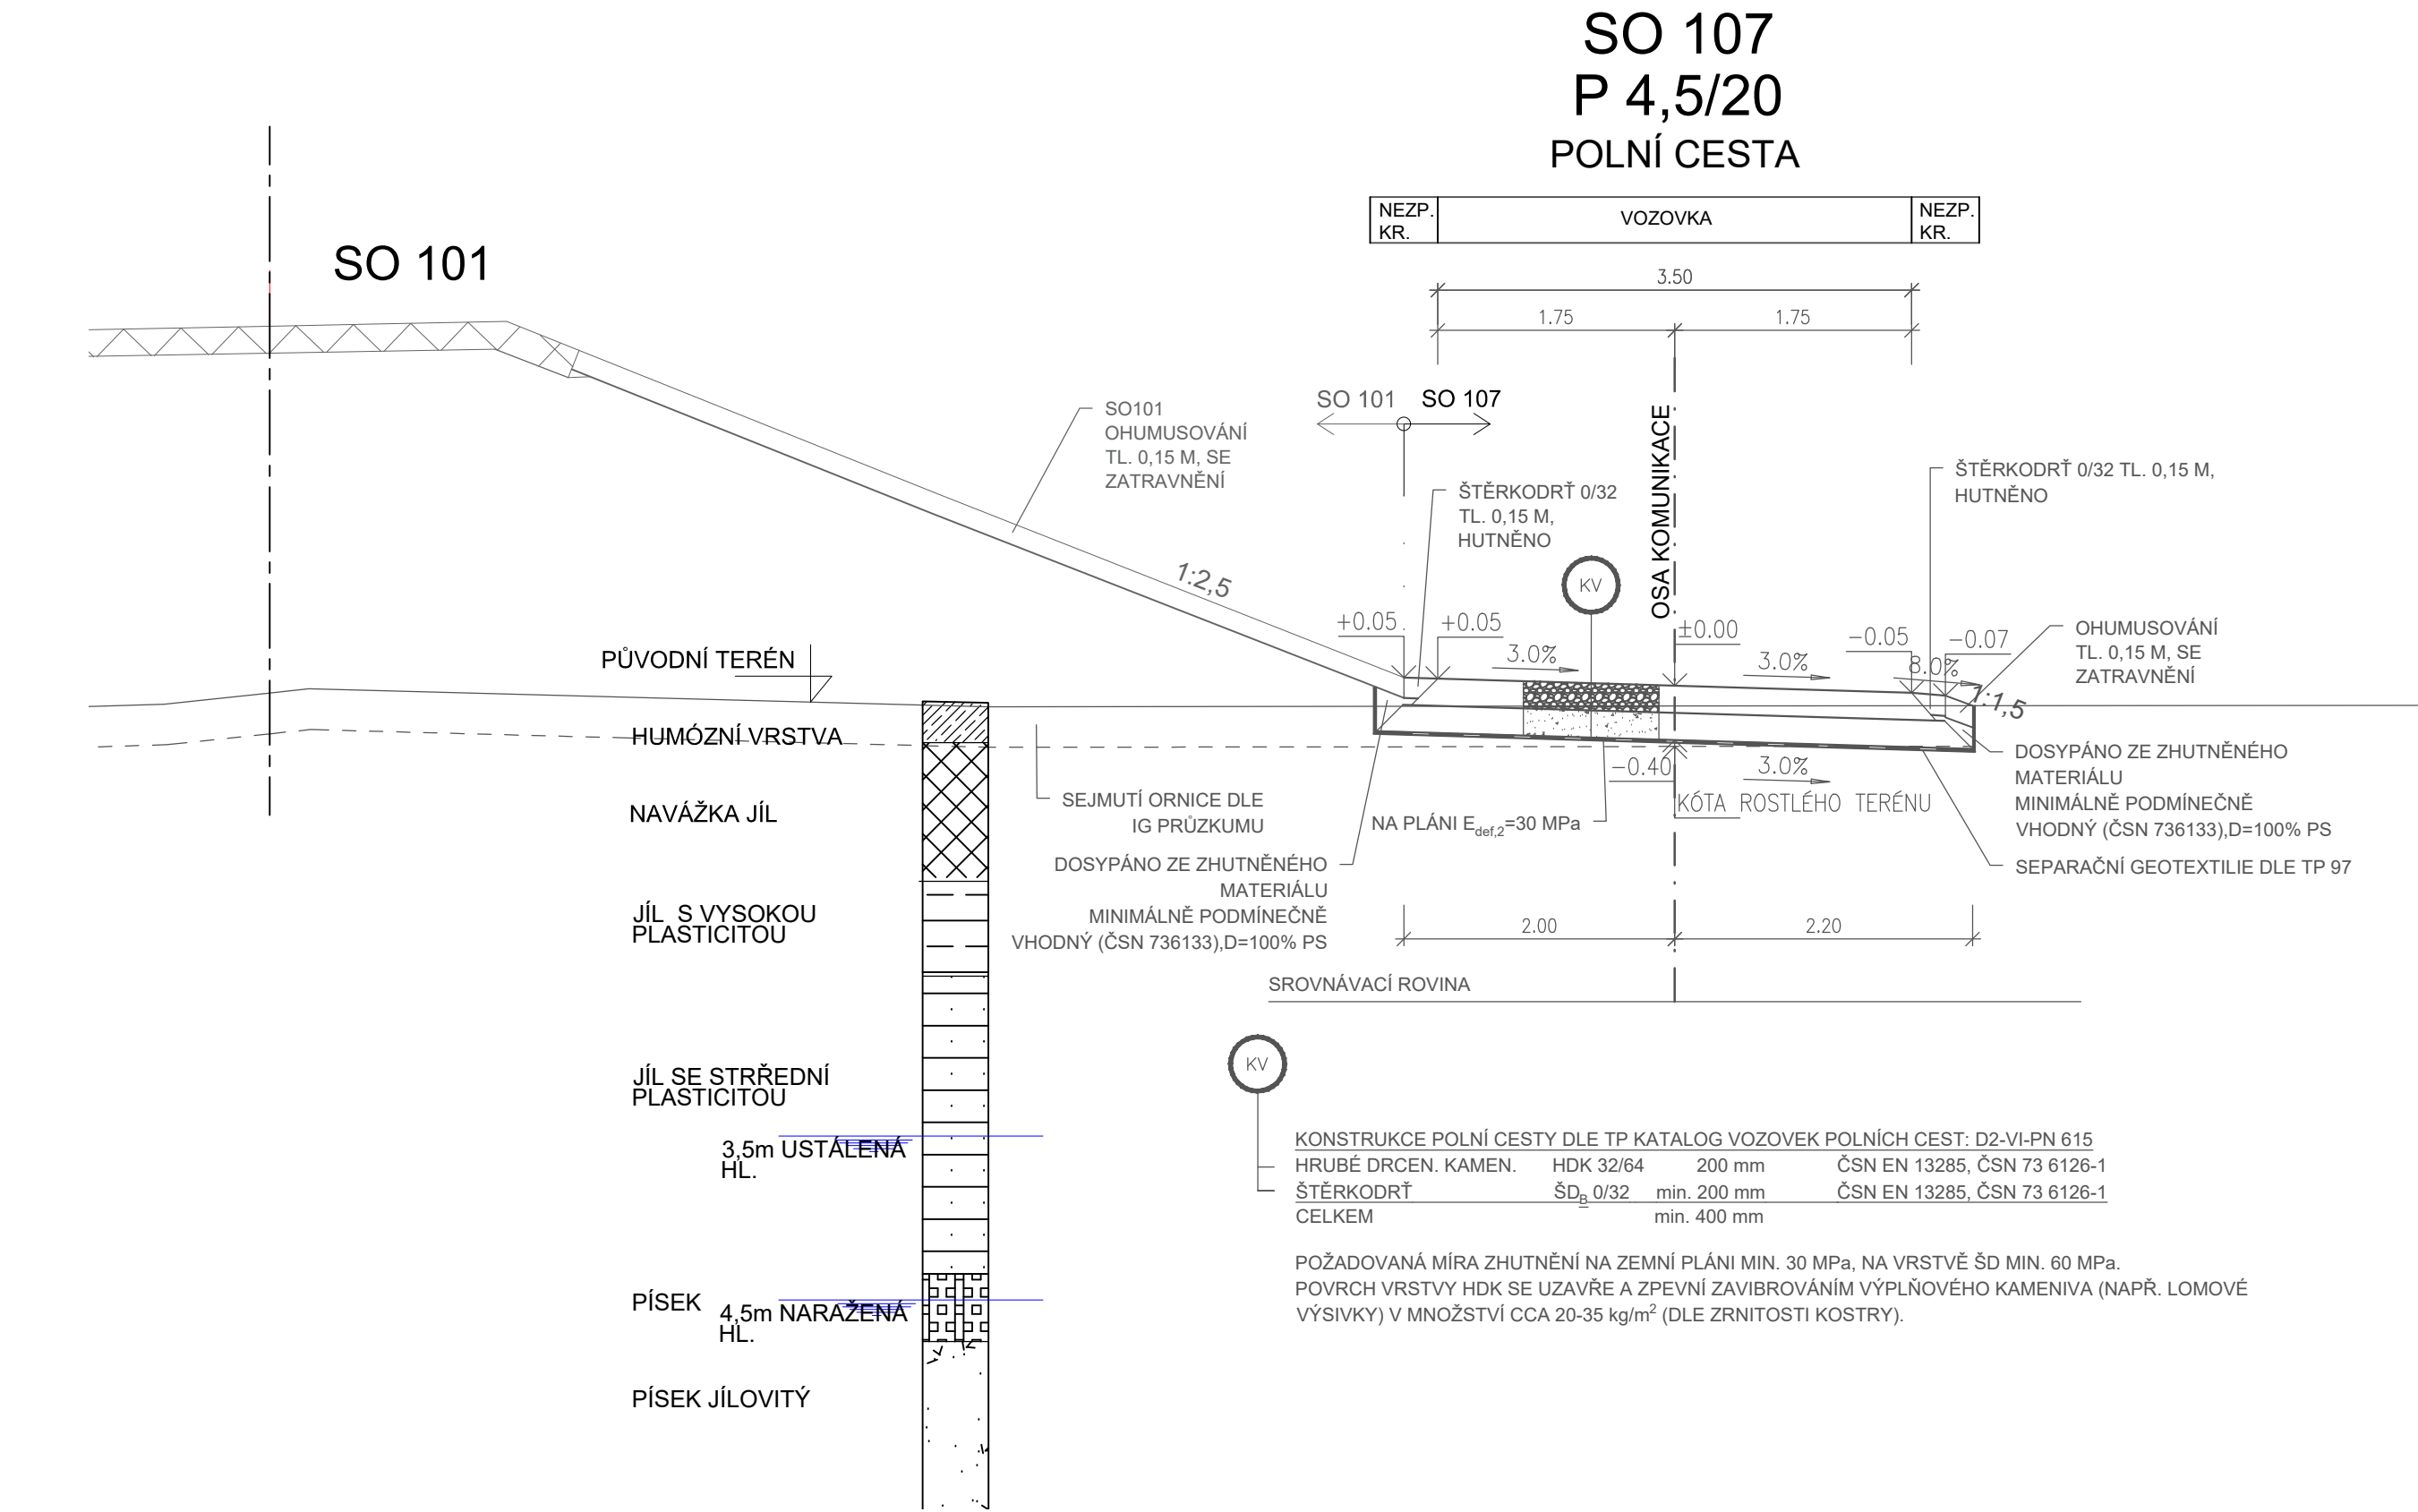 SO 107
P 4,5/20
POLNÍ CESTA
NEZP.
KR.
VOZOVKA
NEZP.
KR.
SO 101
3.50
1.75
1.75
SO 101
SO 107
OSA KOMUNIKACE
SO101
OHUMUSOVÁNÍ
TL. 0,15 M, SE
ZATRAVNĚNÍ
ŠTĚRKODRŤ 0/32
TL. 0,15 M,
HUTNĚNO
ŠTĚRKODRŤ 0/32 TL. 0,15 M,
HUTNĚNO
1:2,5
KV
+0.05
+0.05
±0.00
-0.05
-0.07
3.0%
3.0%
8.0%
1:1,5
OHUMUSOVÁNÍ
TL. 0,15 M, SE
ZATRAVNĚNÍ
PŮVODNÍ TERÉN
HUMÓZNÍ VRSTVA
NAVÁŽKA JÍL
JÍL S VYSOKOU
PLASTICITOU
JÍL SE STRŘEDNÍ
PLASTICITOU
3,5m USTÁLENÁ
HL.
PÍSEK
4,5m NARAŽENÁ
HL.
PÍSEK JÍLOVITÝ
SEJMUTÍ ORNICE DLE
IG PRŮZKUMU
DOSYPÁNO ZE ZHUTNĚNÉHO
MATERIÁLU
MINIMÁLNĚ PODMÍNEČNĚ
VHODNÝ (ČSN 736133),D=100% PS
NA PLÁNI Edef,2=30 MPa
-0.40
3.0%
KÓTA ROSTLÉHO TERÉNU
DOSYPÁNO ZE ZHUTNĚNÉHO
MATERIÁLU
MINIMÁLNĚ PODMÍNEČNĚ
VHODNÝ (ČSN 736133),D=100% PS
SEPARAČNÍ GEOTEXTILIE DLE TP 97
2.00
2.20
SROVNÁVACÍ ROVINA
KV
KONSTRUKCE POLNÍ CESTY DLE TP KATALOG VOZOVEK POLNÍCH CEST: D2-VI-PN 615
HRUBÉ DRCEN. KAMEN. HDK 32/64 200 mm ČSN EN 13285, ČSN 73 6126-1
ŠTĚRKODRŤ ŠDB 0/32 min. 200 mm ČSN EN 13285, ČSN 73 6126-1
CELKEM min. 400 mm
POŽADOVANÁ MÍRA ZHUTNĚNÍ NA ZEMNÍ PLÁNI MIN. 30 MPa, NA VRSTVĚ ŠD MIN. 60 MPa.
POVRCH VRSTVY HDK SE UZAVŘE A ZPEVNÍ ZAVIBROVÁNÍM VÝPLŇOVÉHO KAMENIVA (NAPŘ. LOMOVÉ
VÝSIVKY) V MNOŽSTVÍ CCA 20-35 kg/m² (DLE ZRNITOSTI KOSTRY).